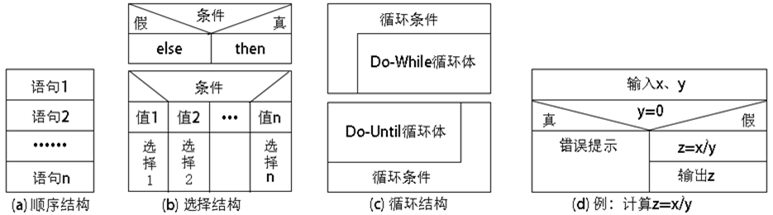 语句1
语句2
……
语句n
(a) 顺序结构
条件
假 真
else then
条件
值1 值2 … 值n
选择1 选择2 选择n
(b) 选择结构
循环条件
Do-While循环体
Do-Until循环体
循环条件
(c) 循环结构
输入x、y
y=0
真 假
错误提示 z=x/y
输出z
(d) 例：计算z=x/y